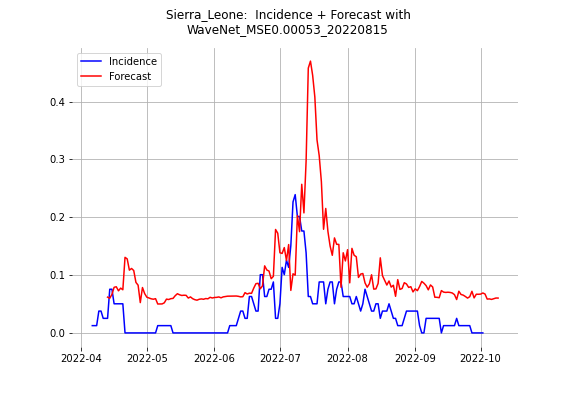 Sierra_Leone:  Incidence + Forecast with
WaveNet_MSE0.00053_20220815
Incidence
Forecast
0.4
0.3
0.2
0.1
0.0
2022-04 2022-05 2022-06 2022-07 2022-08 2022-09 2022-10